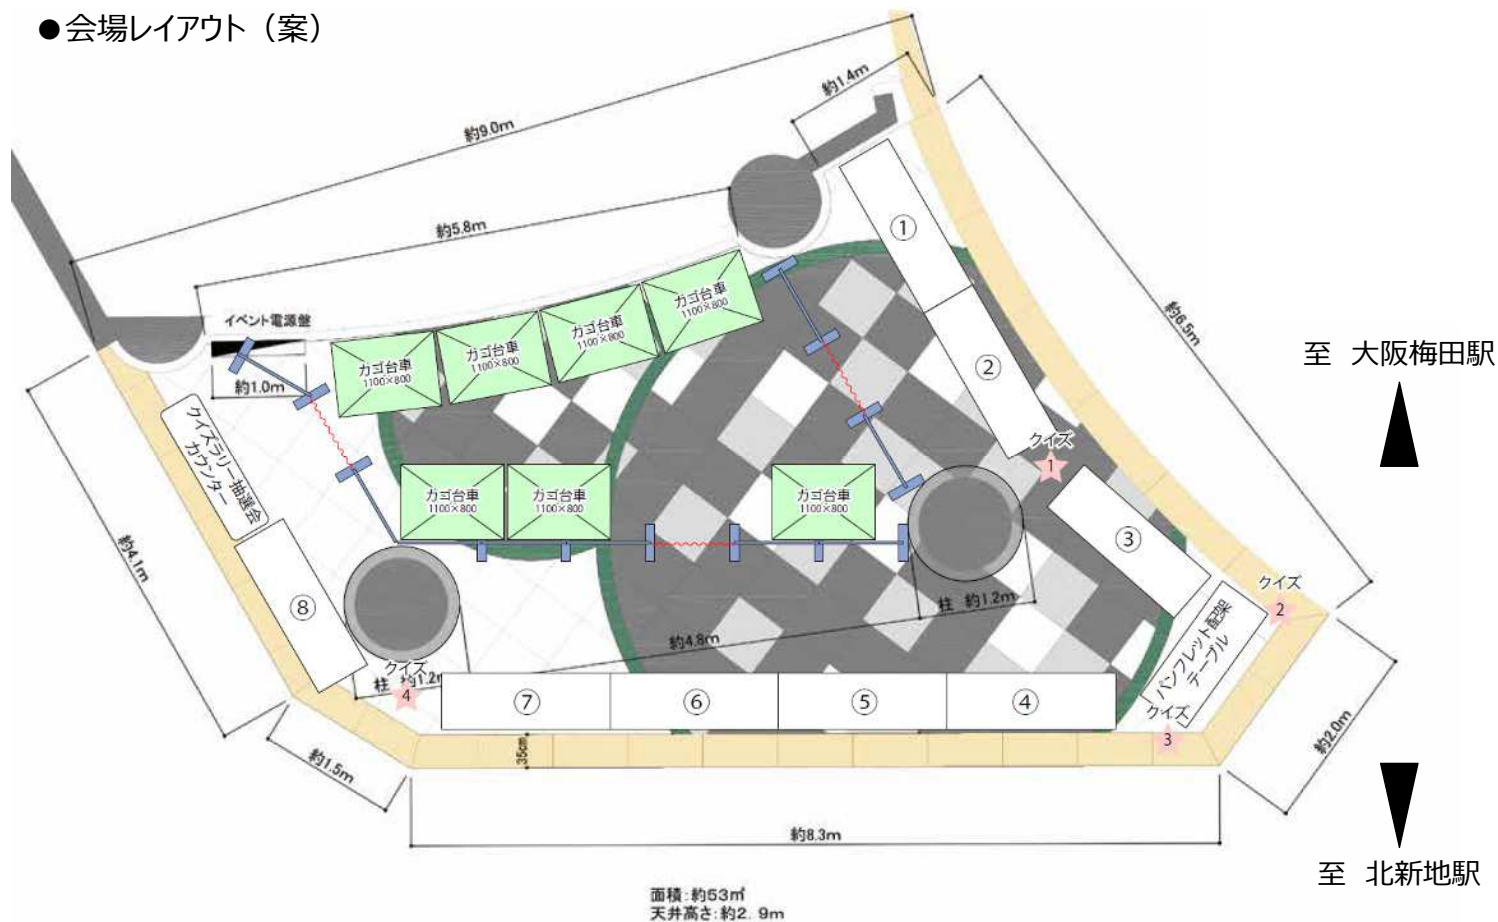 ●会場レイアウト（案）
約1.4m
約9.0m
約5.8m
イベント電源盤
約1.0m
カゴ台車
1100×800
カゴ台車
1100×800
カゴ台車
1100×800
カゴ台車
1100×800
①
②
約6.5m
至 大阪梅田駅
クイズラリー抽選会
カウンター
クイズ
1
カゴ台車
1100×800
カゴ台車
1100×800
カゴ台車
1100×800
③
約4.1m
⑧
柱 約1.2m
約4.8m
クイズ
2
パンフレット配架
テーブル
クイズ
4
柱 約1.2m
⑦
⑥
⑤
④
クイズ
3
約2.0m
35cm
約1.5m
約8.3m
至 北新地駅
面積:約53㎡
天井高さ:約2.9m